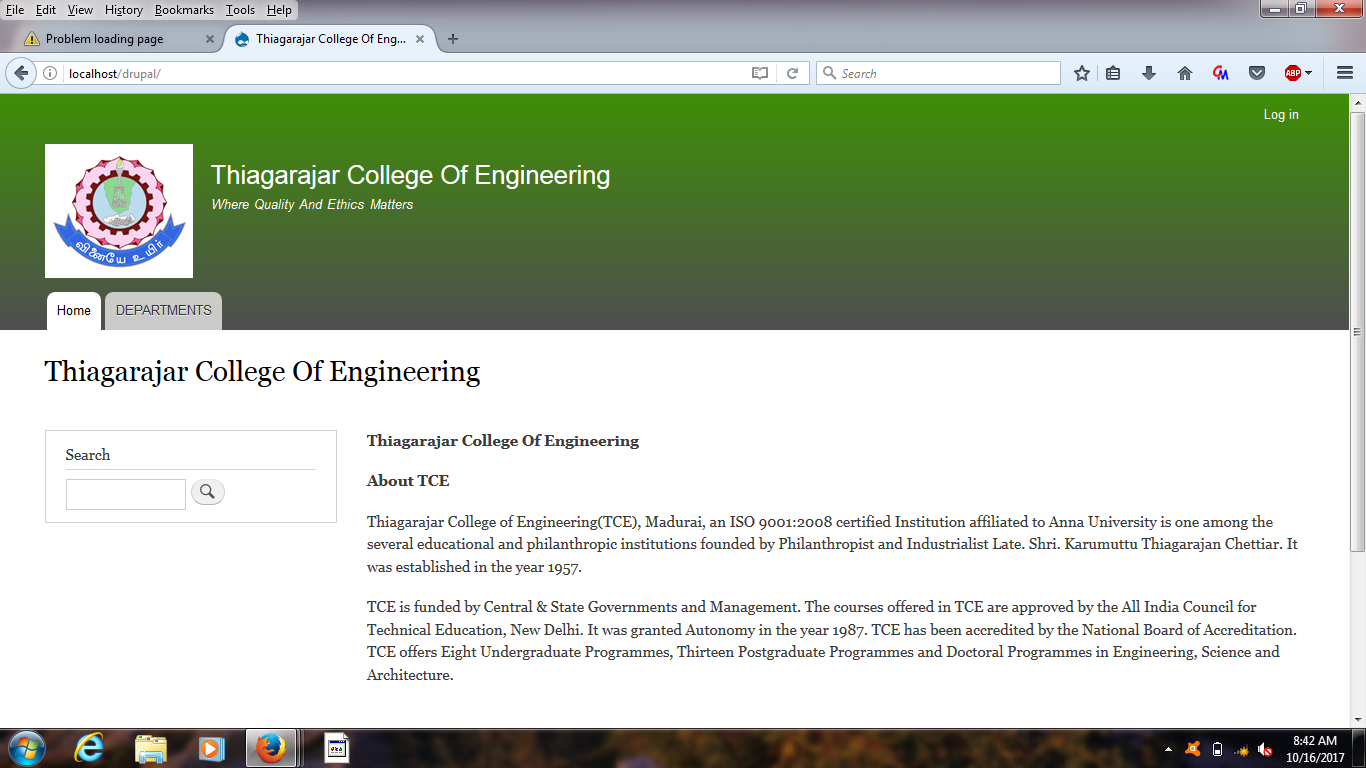 File Edit View History Bookmarks Tools Help
Problem loading page
Thiagarajar College Of Eng...
localhost/drupal/
Search
ABP
Log in
Thiagarajar College Of Engineering
Where Quality And Ethics Matters
வினையே உயிர்
Home
DEPARTMENTS
Thiagarajar College Of Engineering
Search
Thiagarajar College Of Engineering
About TCE
Thiagarajar College of Engineering(TCE), Madurai, an ISO 9001:2008 certified Institution affiliated to Anna University is one among the
several educational and philanthropic institutions founded by Philanthropist and Industrialist Late. Shri. Karumuttu Thiagarajan Chettiar. It
was established in the year 1957.
TCE is funded by Central & State Governments and Management. The courses offered in TCE are approved by the All India Council for
Technical Education, New Delhi. It was granted Autonomy in the year 1987. TCE has been accredited by the National Board of Accreditation.
TCE offers Eight Undergraduate Programmes, Thirteen Postgraduate Programmes and Doctoral Programmes in Engineering, Science and
Architecture.
8:42 AM
10/16/2017